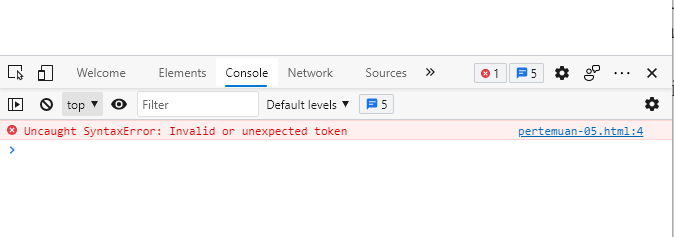 Welcome Elements Console Network Sources 1 5
top Filter Default levels 5
Uncaught SyntaxError: Invalid or unexpected token pertemuan-05.html:4